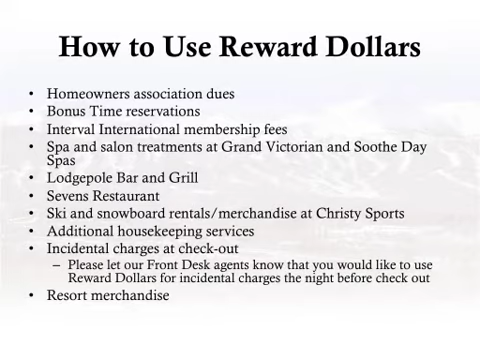 How to Use Reward Dollars
• Homeowners association dues
• Bonus Time reservations
• Interval International membership fees
• Spa and salon treatments at Grand Victorian and Soothe Day
Spas
• Lodgepole Bar and Grill
• Sevens Restaurant
• Ski and snowboard rentals/merchandise at Christy Sports
• Additional housekeeping services
• Incidental charges at check-out
– Please let our Front Desk agents know that you would like to use
Reward Dollars for incidental charges the night before check out
• Resort merchandise